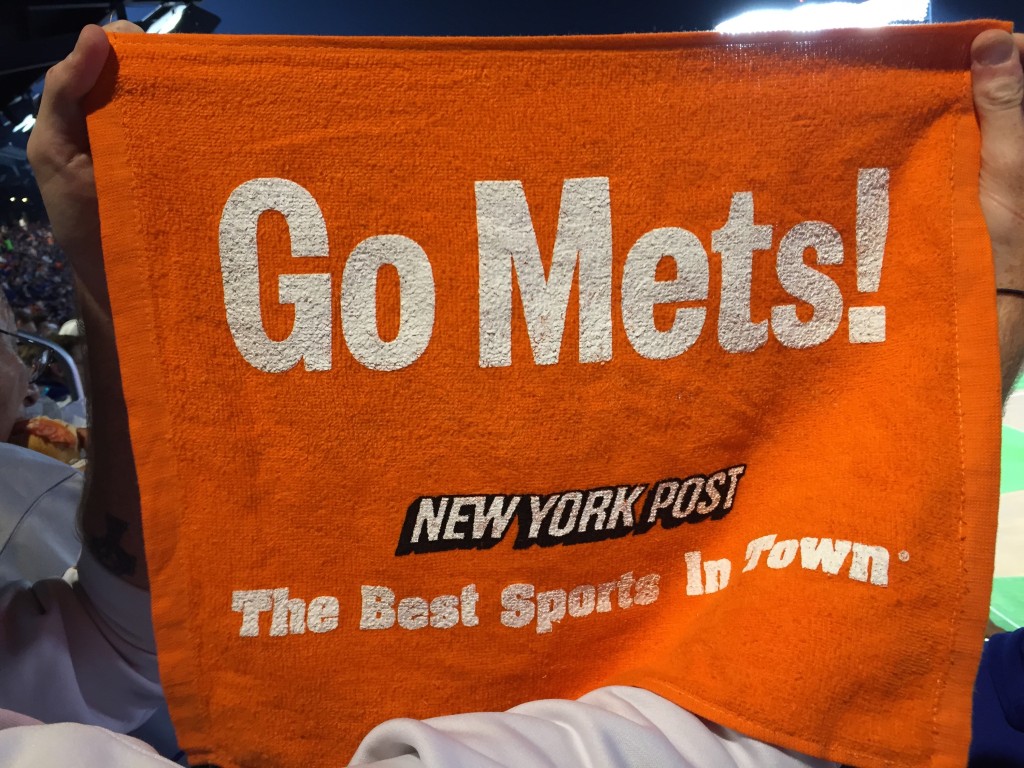 Go Mets!
NEW YORK POST
The Best Sports In Town®